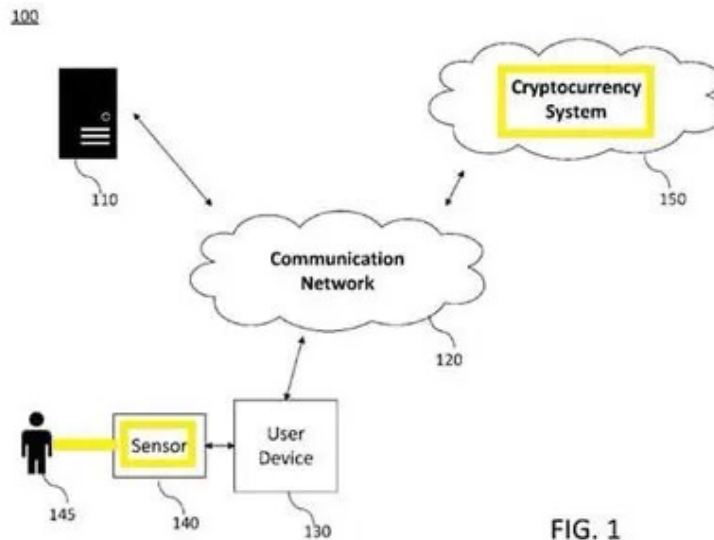 100
Cryptocurrency
System
110
150
Communication
Network
120
Sensor
User
Device
145
140
130
FIG. 1